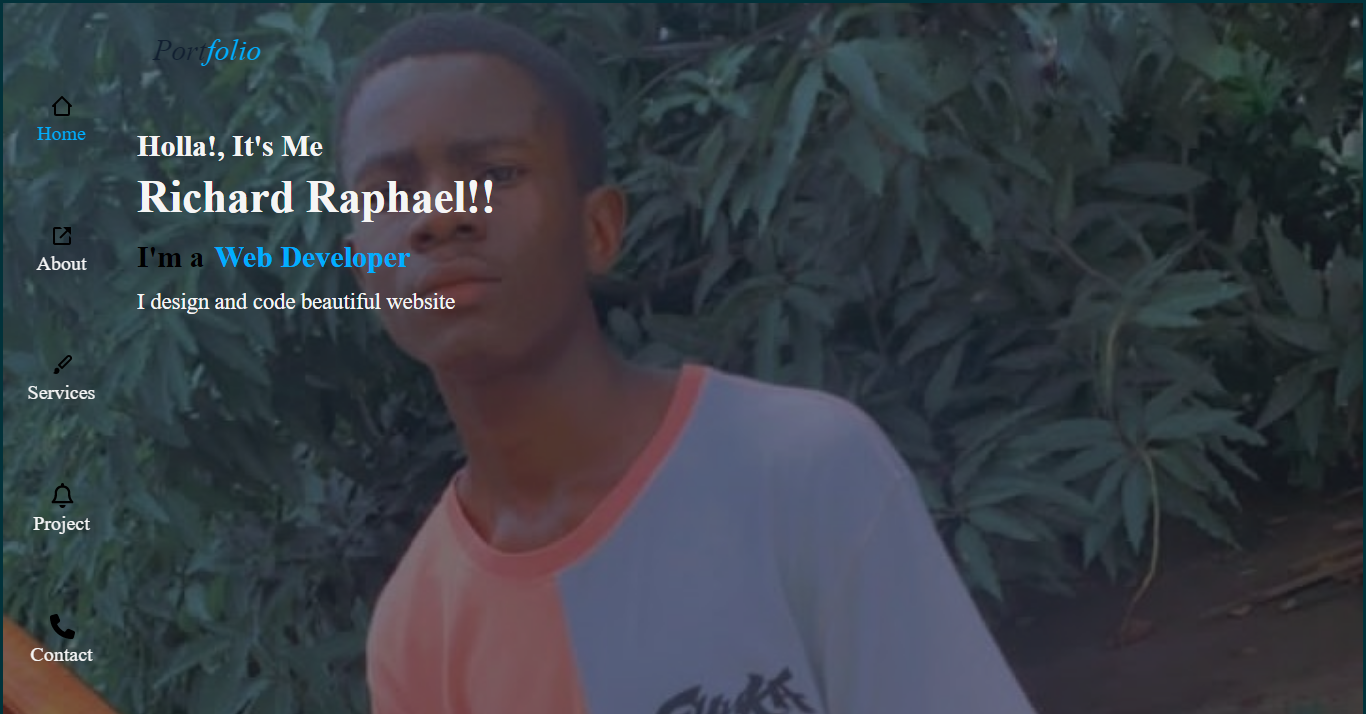 Portfolio
Home
Holla!, It's Me
Richard Raphael!!
I'm a Web Developer
I design and code beautiful website
About
Services
Project
Contact